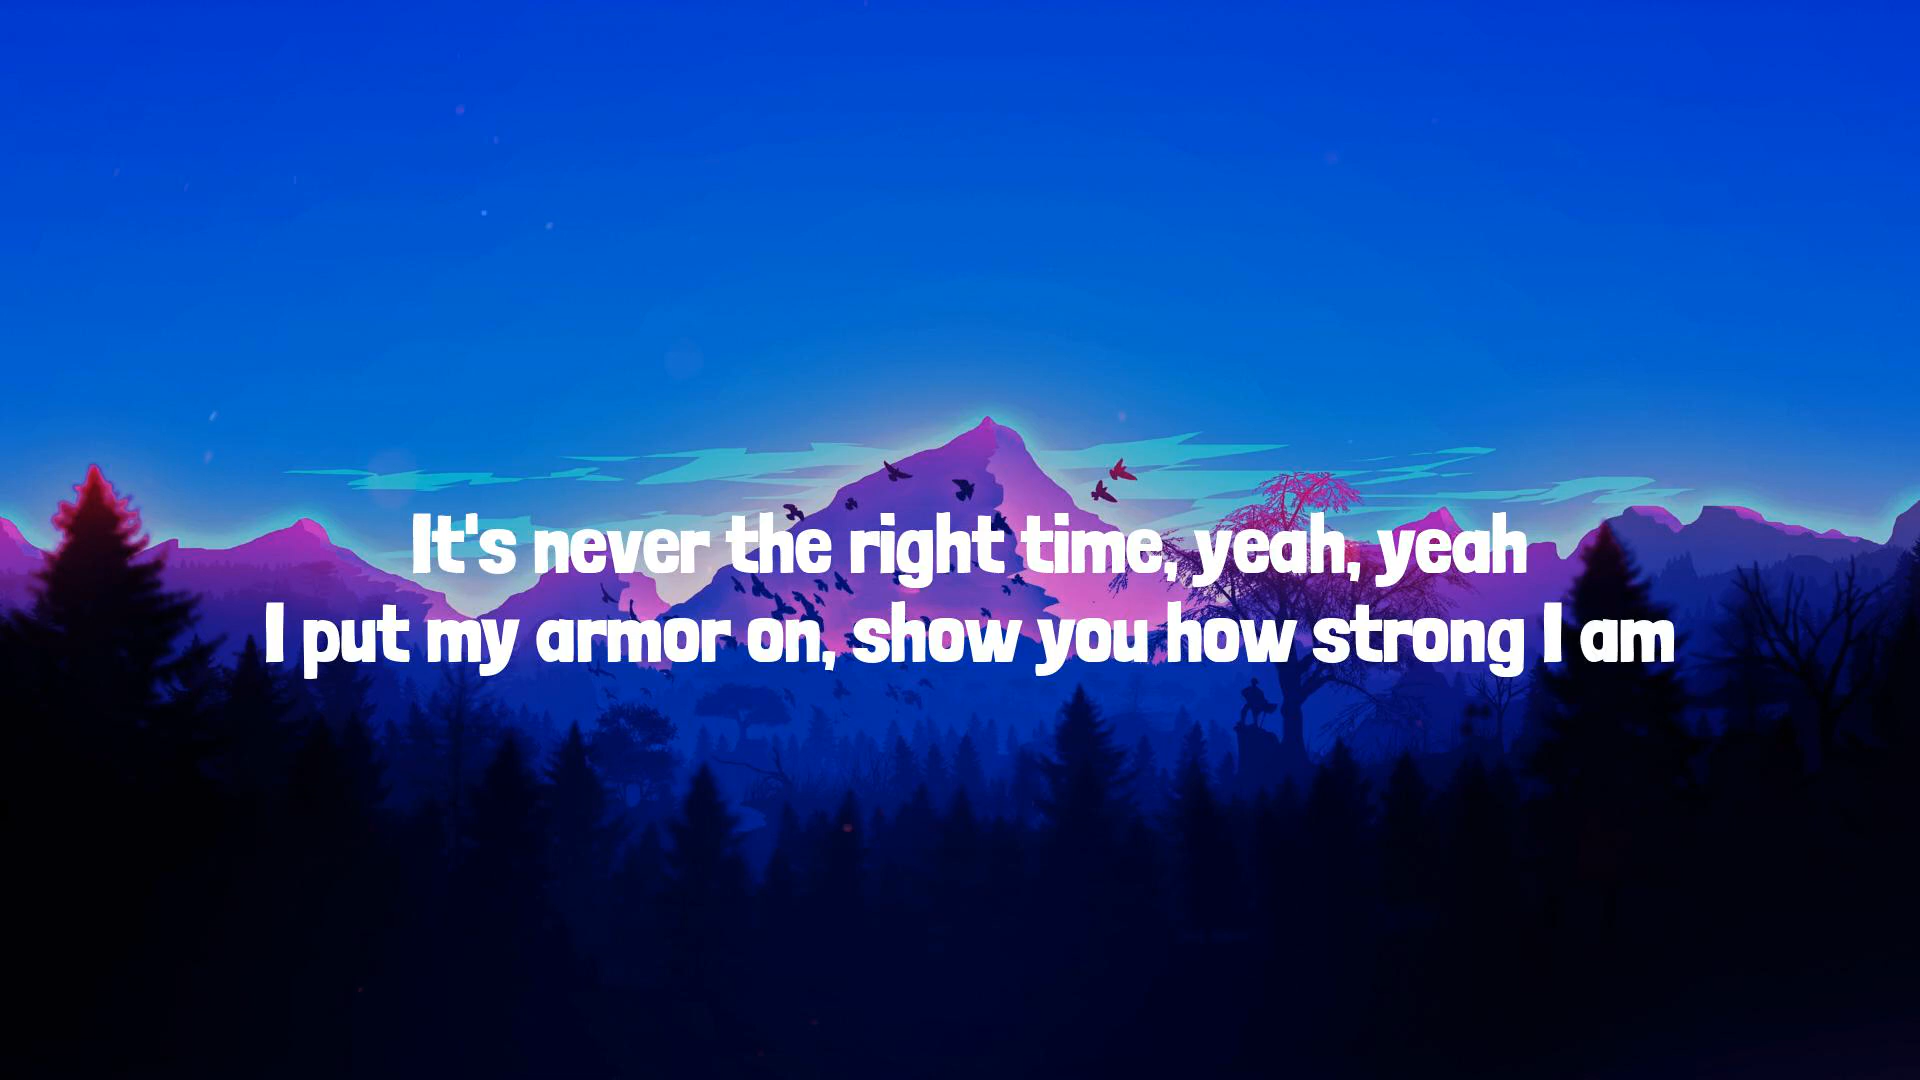 It's never the right time, yeah, yeah
I put my armor on, show you how strong I am